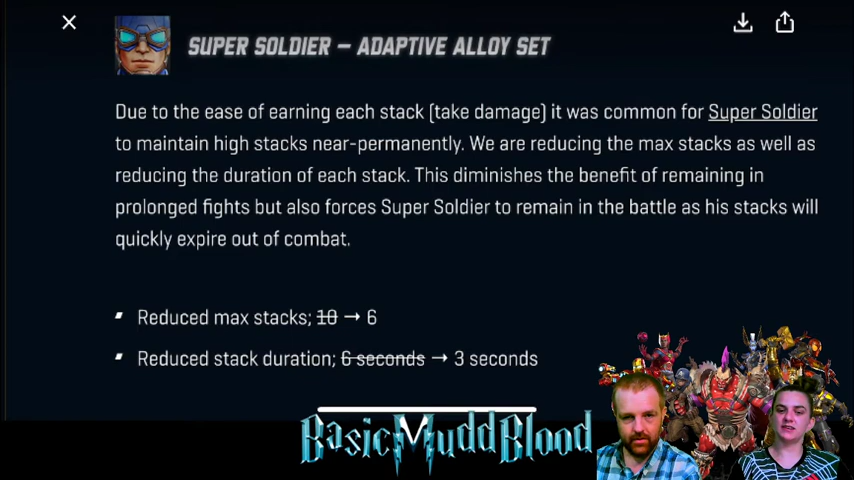 SUPER SOLDIER – ADAPTIVE ALLOY SET
Due to the ease of earning each stack (take damage) it was common for Super Soldier
to maintain high stacks near-permanently. We are reducing the max stacks as well as
reducing the duration of each stack. This diminishes the benefit of remaining in
prolonged fights but also forces Super Soldier to remain in the battle as his stacks will
quickly expire out of combat.
Reduced max stacks; 10 → 6
Reduced stack duration; 6 seconds → 3 seconds
BasicMuddBlood